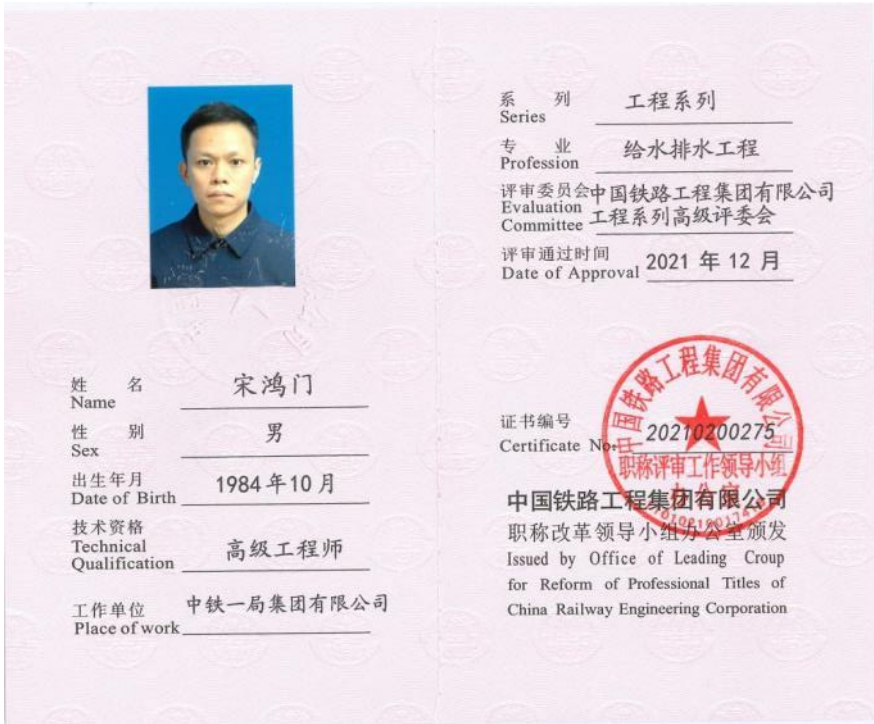 姓 名 宋鸿门
Name
性 别 男
Sex
出生年月 1984年10月
Date of Birth
技术资格
Technical 高级工程师
Qualification
工作单位 中铁一局集团有限公司
Place of work
系 列 工程系列
Series
专 业 给水排水工程
Profession
评审委员会 中国铁路工程集团有限公司
Evaluation 工程系列高级评委会
Committee
评审通过时间 2021 年 12 月
Date of Approval
证书编号 20210200275
Certificate No:
中国铁路工程集团有限公司
职称评审工作领导小组
办公室
中国铁路工程集团有限公司
职称改革领导小组办公室颁发
Issued by Office of Leading Croup
for Reform of Professional Titles of
China Railway Engineering Corporation